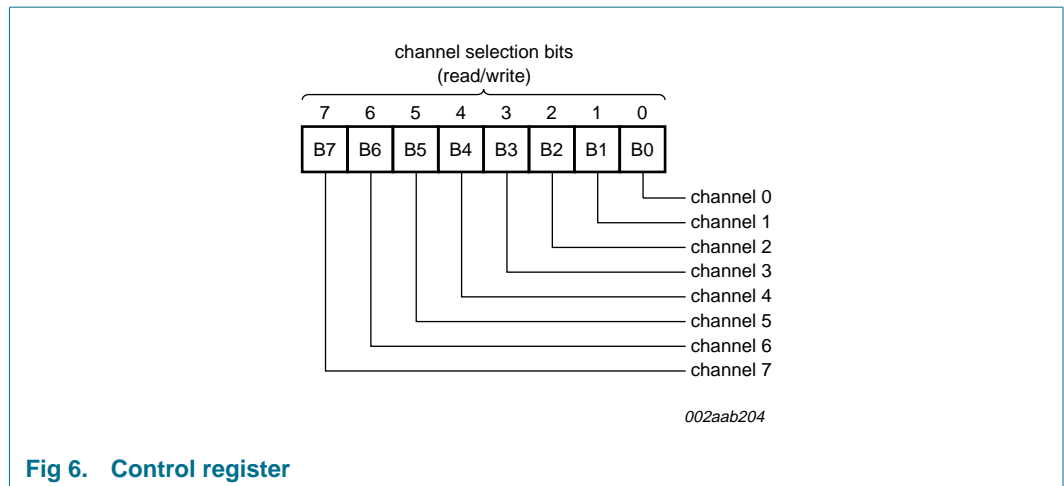 channel selection bits
(read/write)
7 6 5 4 3 2 1 0
B7 B6 B5 B4 B3 B2 B1 B0
channel 0
channel 1
channel 2
channel 3
channel 4
channel 5
channel 6
channel 7
002aab204
Fig 6. Control register